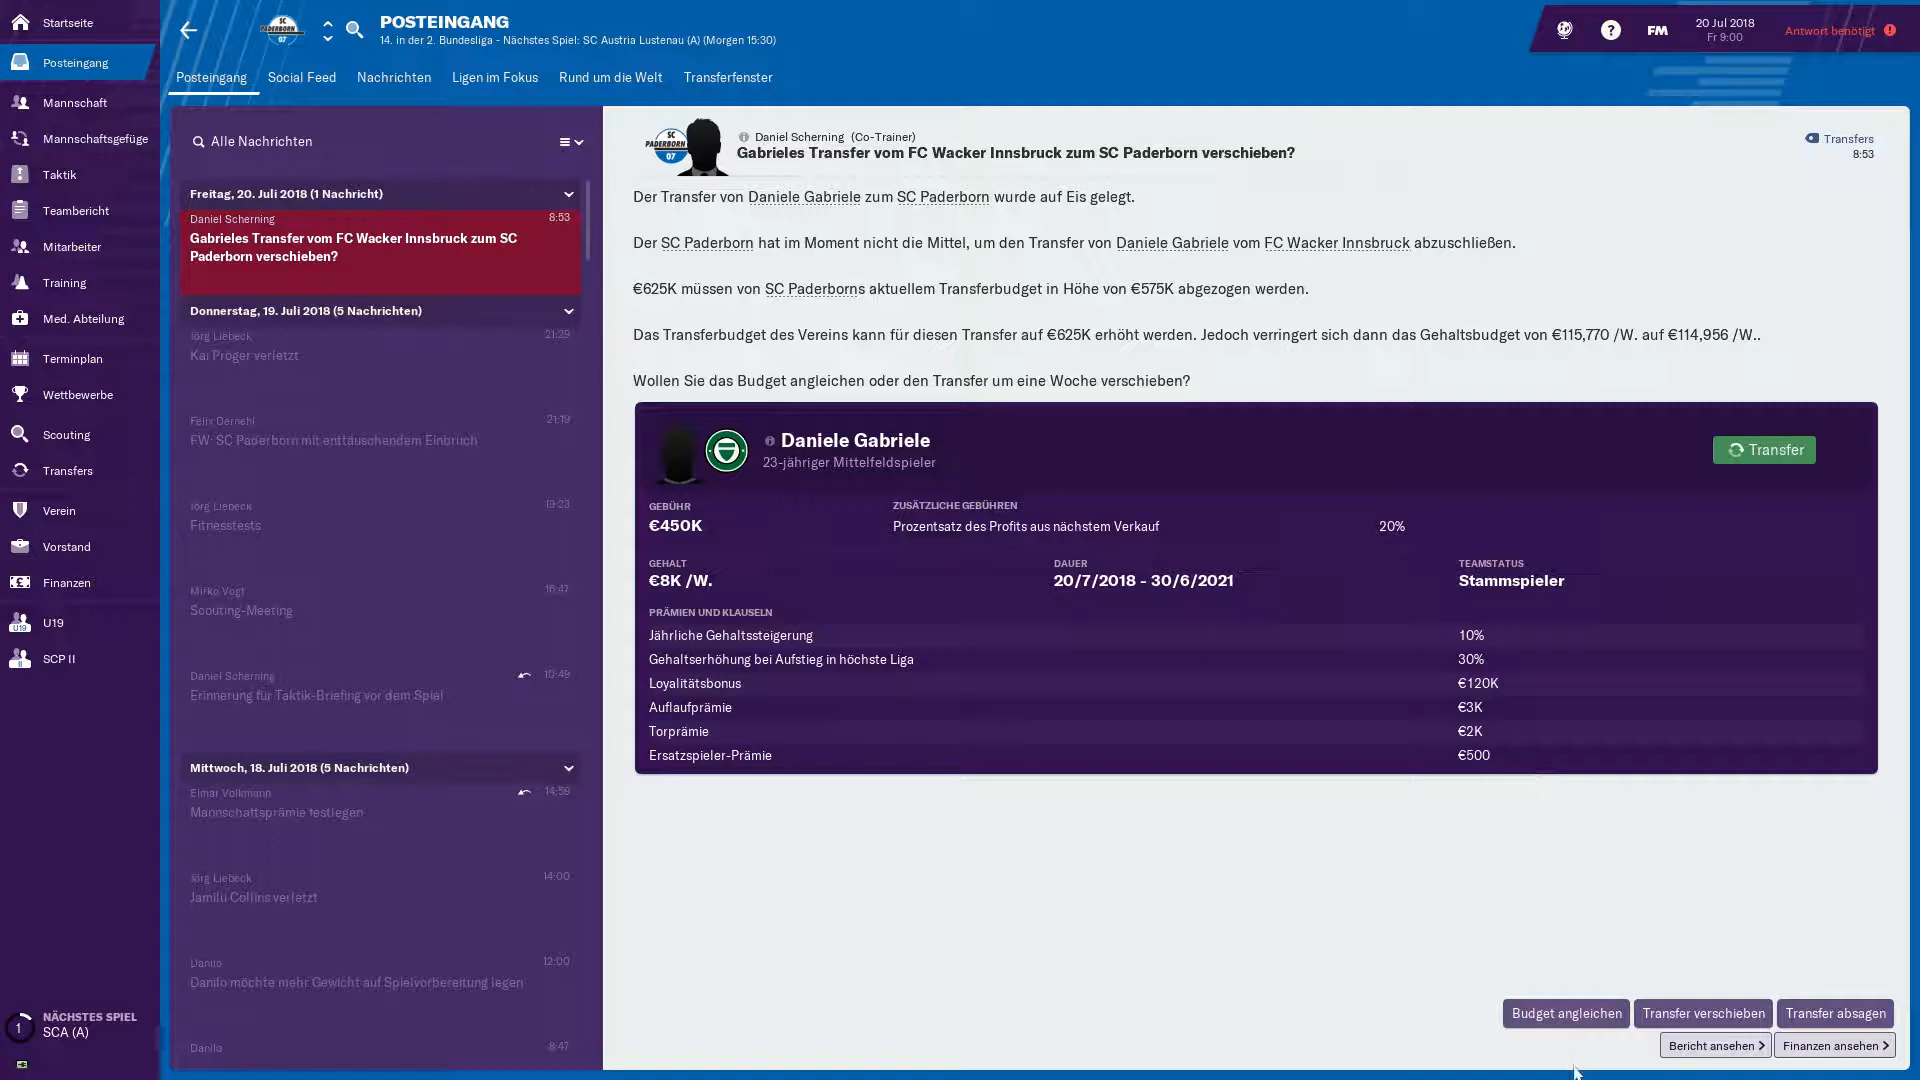 Startseite
Posteingang
Mannschaft
Mannschaftsgefüge
Taktik
Teambericht
Mitarbeiter
Training
Med. Abteilung
Terminplan
Wettbewerbe
Scouting
Transfers
Verein
Vorstand
Finanzen
U19
SCP II
NÄCHSTES SPIEL
SCA (A)
1
POSTEINGANG
14. in der 2. Bundesliga - Nächstes Spiel: SC Austria Lustenau (A) (Morgen 15:30)
FM
20 Jul 2018
Fr 9:00
Antwort benötigt
Posteingang Social Feed Nachrichten Ligen im Fokus Rund um die Welt Transferfenster
Alle Nachrichten
Freitag, 20. Juli 2018 (1 Nachricht)
Daniel Scherning 8:53
Gabrieles Transfer vom FC Wacker Innsbruck zum SC
Paderborn verschieben?
Donnerstag, 19. Juli 2018 (5 Nachrichten)
Jörg Liebeck 21:29
Kai Pröger verletzt
Felix Dernehl 21:19
FW: SC Paderborn mit enttäuschendem Einbruch
Jörg Liebeck 19:23
Fitnesstests
Mirko Vogt 16:47
Scouting-Meeting
Daniel Scherning 10:49
Erinnerung für Taktik-Briefing vor dem Spiel
Mittwoch, 18. Juli 2018 (5 Nachrichten)
Elmar Volkmann 14:59
Mannschaftsprämie festlegen
Jörg Liebeck 14:00
Jamilu Collins verletzt
Danilo 12:00
Danilo möchte mehr Gewicht auf Spielvorbereitung legen
Danilo 8:47
SC
PADERBORN
07
Daniel Scherning (Co-Trainer)
Gabrieles Transfer vom FC Wacker Innsbruck zum SC Paderborn verschieben?
Transfers
8:53
Der Transfer von Daniele Gabriele zum SC Paderborn wurde auf Eis gelegt.
Der SC Paderborn hat im Moment nicht die Mittel, um den Transfer von Daniele Gabriele vom FC Wacker Innsbruck abzuschließen.
€625K müssen von SC Paderborns aktuellem Transferbudget in Höhe von €575K abgezogen werden.
Das Transferbudget des Vereins kann für diesen Transfer auf €625K erhöht werden. Jedoch verringert sich dann das Gehaltsbudget von €115,770 /W. auf €114,956 /W..
Wollen Sie das Budget angleichen oder den Transfer um eine Woche verschieben?
Daniele Gabriele
23-jähriger Mittelfeldspieler
Transfer
GEBÜHR ZUSÄTZLICHE GEBÜHREN
€450K Prozentsatz des Profits aus nächstem Verkauf 20%
GEHALT DAUER TEAMSTATUS
€8K /W. 20/7/2018 - 30/6/2021 Stammspieler
PRÄMIEN UND KLAUSELN
Jährliche Gehaltssteigerung 10%
Gehaltserhöhung bei Aufstieg in höchste Liga 30%
Loyalitätsbonus €120K
Auflaufprämie €3K
Torprämie €2K
Ersatzspieler-Prämie €500
Budget angleichen Transfer verschieben Transfer absagen
Bericht ansehen Finanzen ansehen